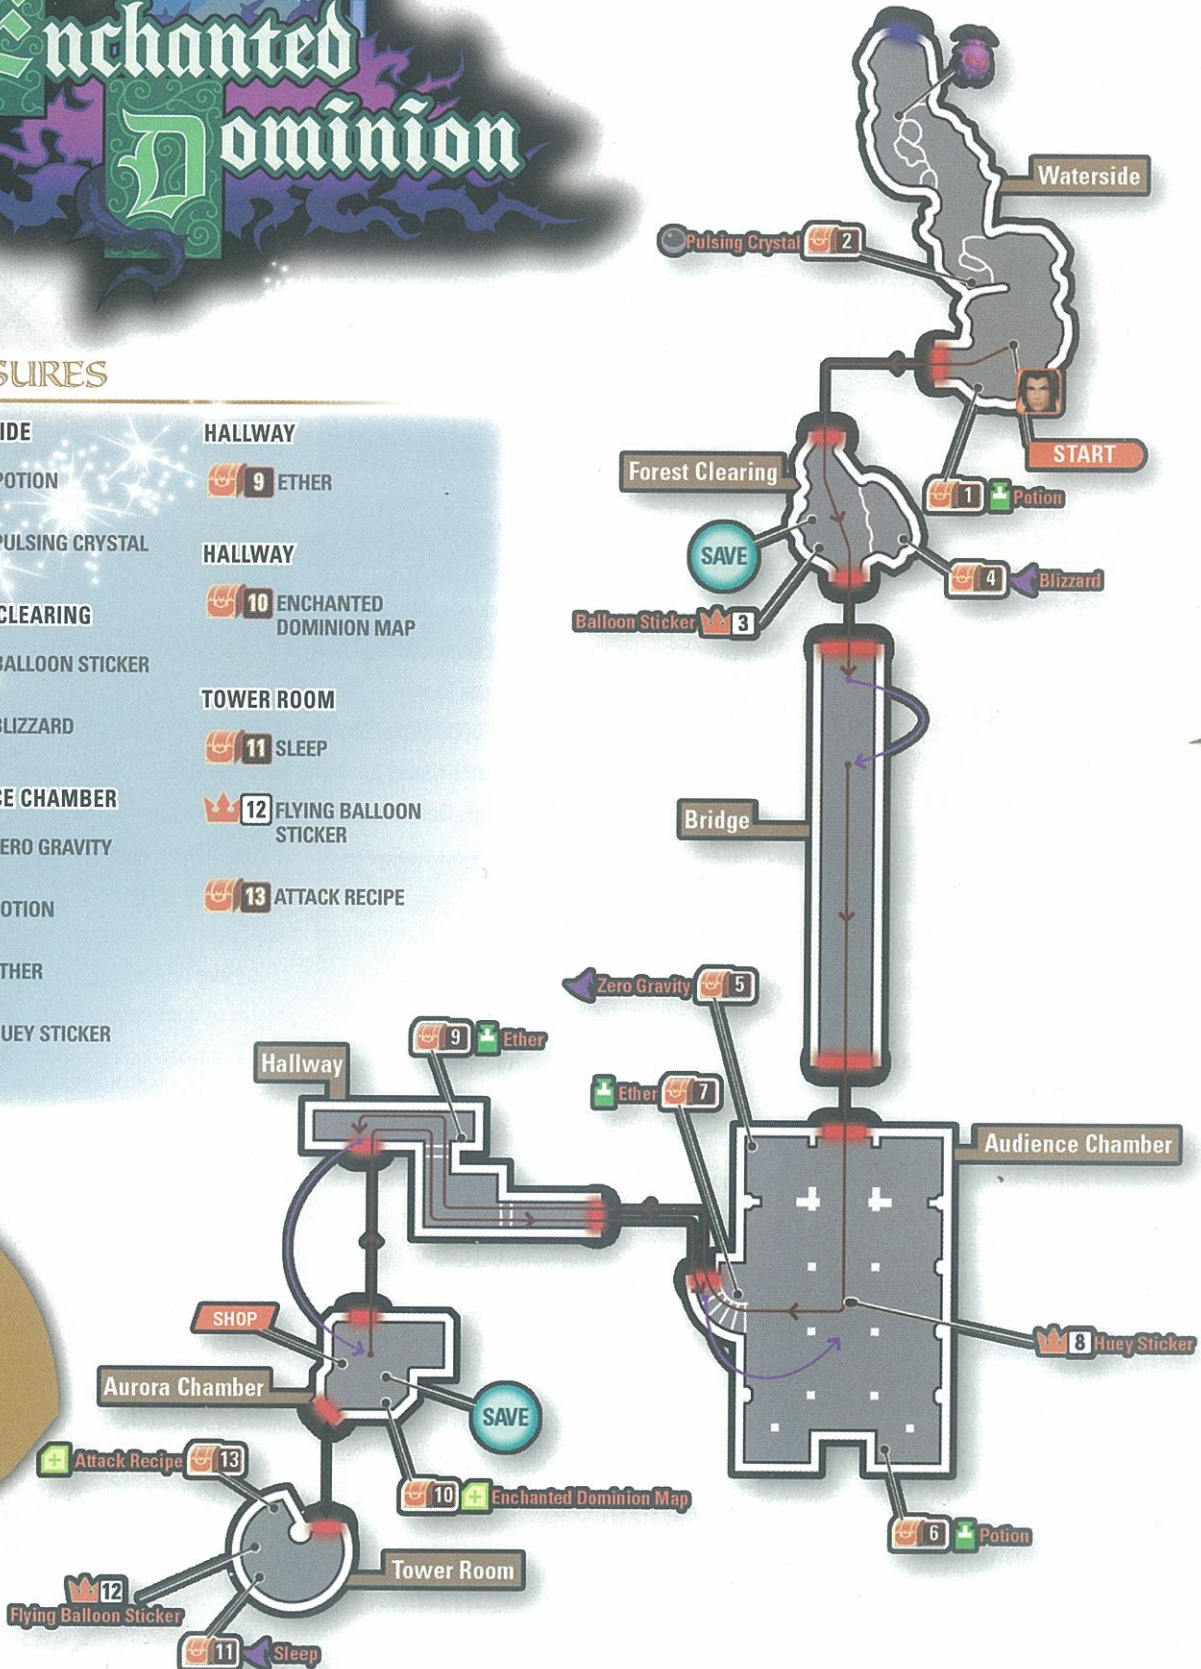 Enchanted
Dominion
SURES
IDE
POTION
PULSING CRYSTAL
CLEARING
BALLOON STICKER
BLIZZARD
CE CHAMBER
ERO GRAVITY
OTION
THER
UEY STICKER
HALLWAY
9 ETHER
HALLWAY
10 ENCHANTED
DOMINION MAP
TOWER ROOM
11 SLEEP
12 FLYING BALLOON
STICKER
13 ATTACK RECIPE
Waterside
Pulsing Crystal 2
START
1 Potion
Forest Clearing
SAVE
4 Blizzard
Balloon Sticker 3
Bridge
Zero Gravity 5
9 Ether
Hallway
Ether 7
Audience Chamber
SHOP
8 Huey Sticker
Aurora Chamber
SAVE
Attack Recipe 13
10 Enchanted Dominion Map
6 Potion
Tower Room
12
Flying Balloon Sticker
11 Sleep